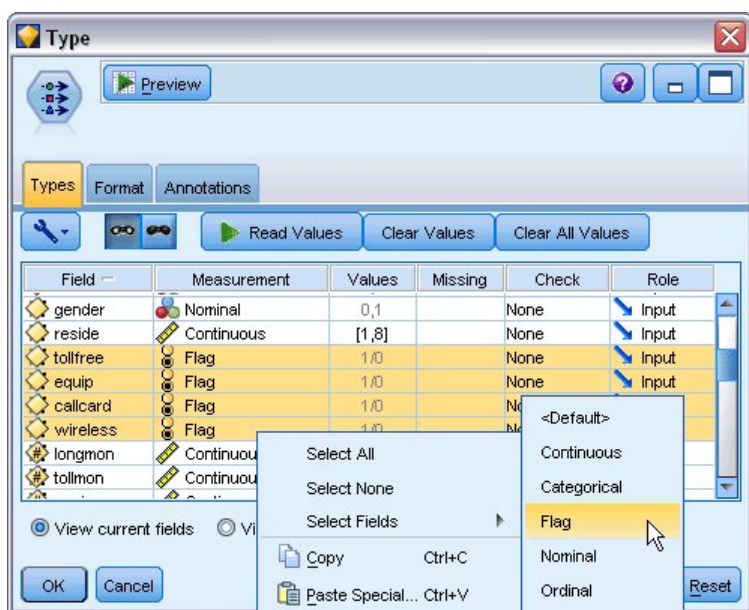 Type
Preview
Types Format Annotations
Read Values Clear Values Clear All Values
Field Measurement Values Missing Check Role
gender Nominal 0,1 None Input
reside Continuous [1,8] None Input
tollfree Flag 1/0 None Input
equip Flag 1/0 None Input
callcard Flag 1/0
wireless Flag 1/0
longmon
tollmon
<Default>
Continuous
Categorical
Flag
Nominal
Ordinal
Select All
Select None
Select Fields
Copy Ctrl+C
Paste Special... Ctrl+V
View current fields
OK Cancel Reset